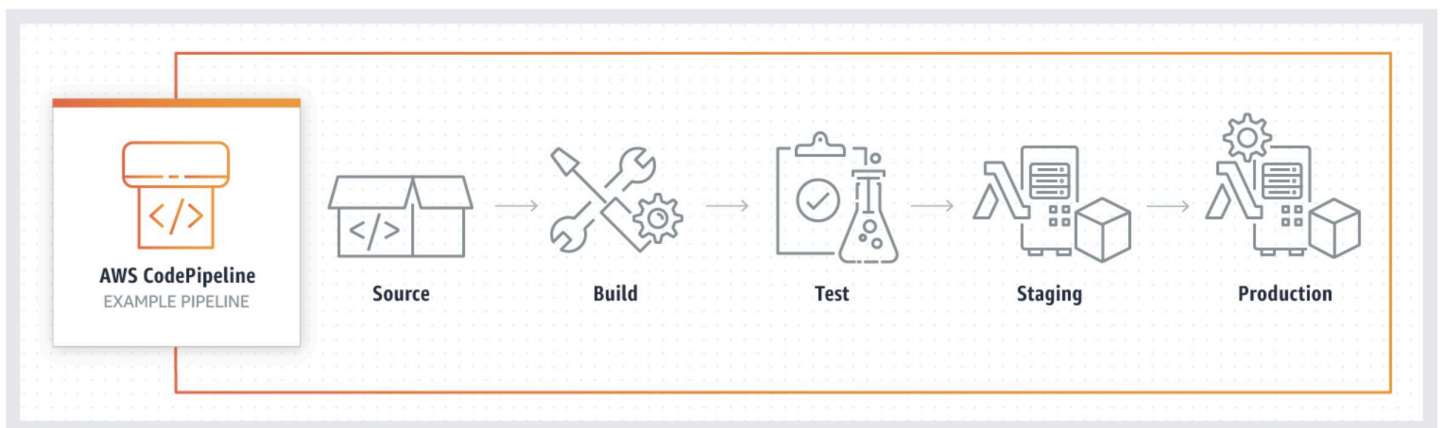 AWS CodePipeline
EXAMPLE PIPELINE
</>
</>
Source
Build
Test
Staging
Production